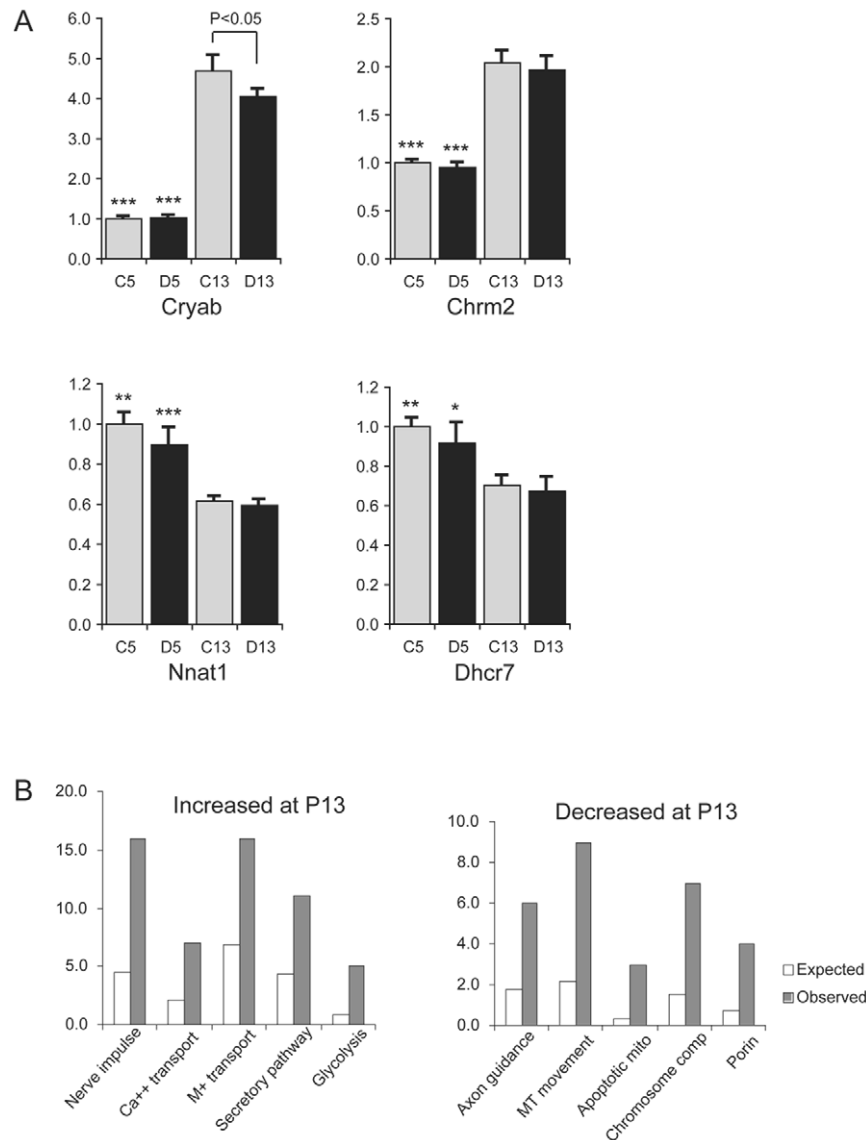 A
P<0.05
6.0
5.0
4.0
3.0
2.0
1.0
0.0
*** ***
C5 D5 C13 D13
Cryab
2.5
2.0
1.5
1.0
0.5
0.0
*** ***
C5 D5 C13 D13
Chrm2
1.2
1.0
0.8
0.6
0.4
0.2
0.0
** ***
C5 D5 C13 D13
Nnat1
1.2
1.0
0.8
0.6
0.4
0.2
0.0
** *
C5 D5 C13 D13
Dhcr7
B
Increased at P13
20.0
15.0
10.0
5.0
0.0
Nerve impulse
Ca++ transport
M+ transport
Secretory pathway
Glycolysis
Decreased at P13
10.0
8.0
6.0
4.0
2.0
0.0
Axon guidance
MT movement
Apoptotic mito
Chromosome comp
Porin
Expected
Observed